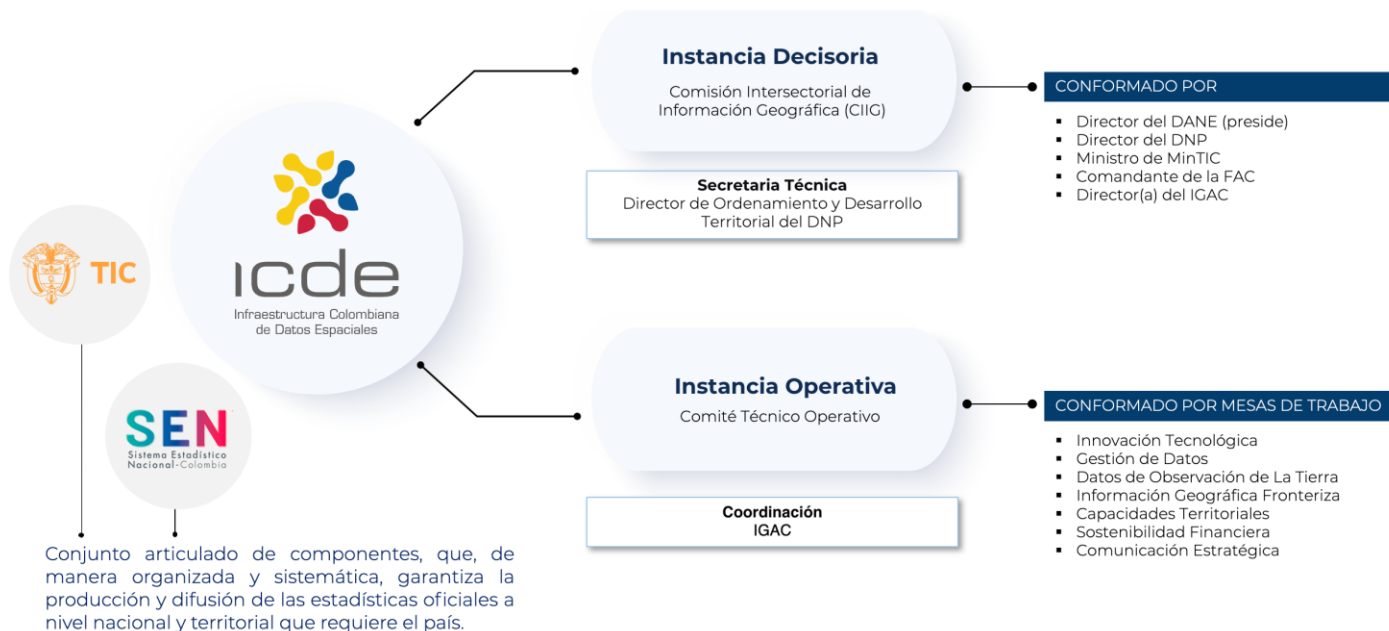 Instancia Decisoria
Comisión Intersectorial de
Información Geográfica (CIIG)
Secretaria Técnica
Director de Ordenamiento y Desarrollo
Territorial del DNP
CONFORMADO POR
▪ Director del DANE (preside)
▪ Director del DNP
▪ Ministro de MinTIC
▪ Comandante de la FAC
▪ Director(a) del IGAC
icde
Infraestructura Colombiana
de Datos Espaciales
TIC
SEN
Sistema Estadístico
Nacional-Colombia
Conjunto articulado de componentes, que, de
manera organizada y sistemática, garantiza la
producción y difusión de las estadísticas oficiales a
nivel nacional y territorial que requiere el país.
Instancia Operativa
Comité Técnico Operativo
Coordinación
IGAC
CONFORMADO POR MESAS DE TRABAJO
▪ Innovación Tecnológica
▪ Gestión de Datos
▪ Datos de Observación de La Tierra
▪ Información Geográfica Fronteriza
▪ Capacidades Territoriales
▪ Sostenibilidad Financiera
▪ Comunicación Estratégica